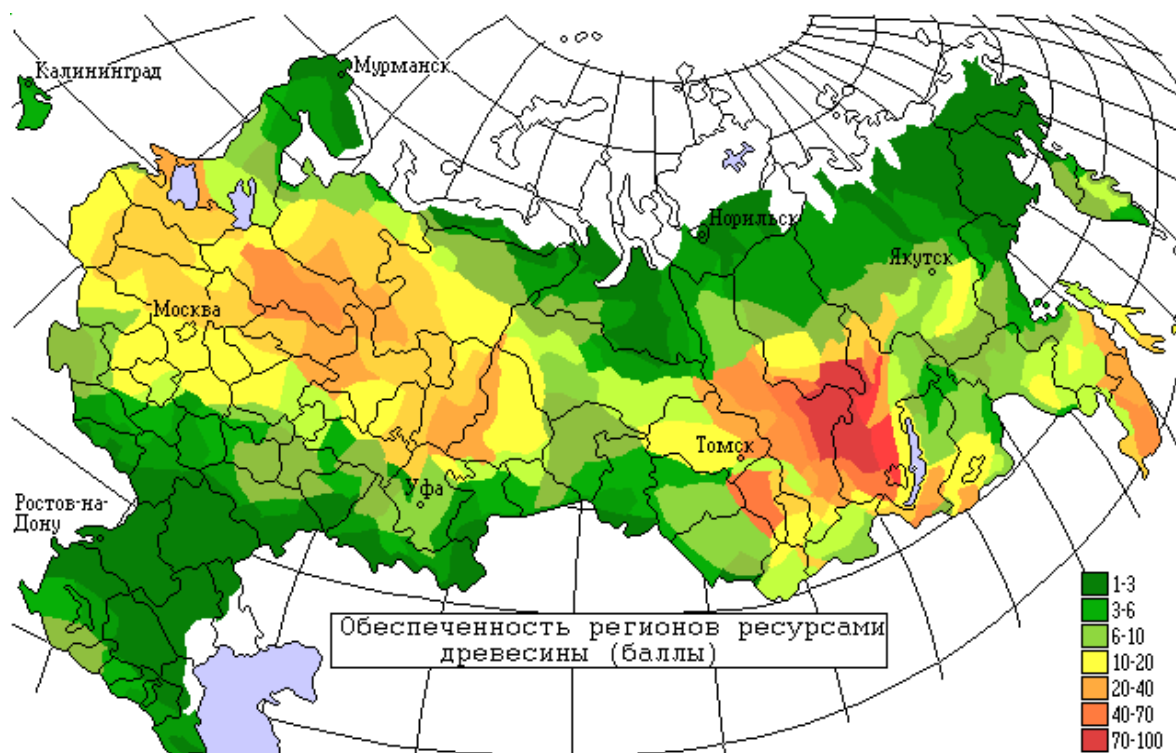 Калининград
Мурманск
Норильск
Якутск
Москва
Томск
Уфа
Ростов-на-
Дону
Обеспеченность регионов ресурсами
древесины (баллы)
1-3
3-6
6-10
10-20
20-40
40-70
70-100